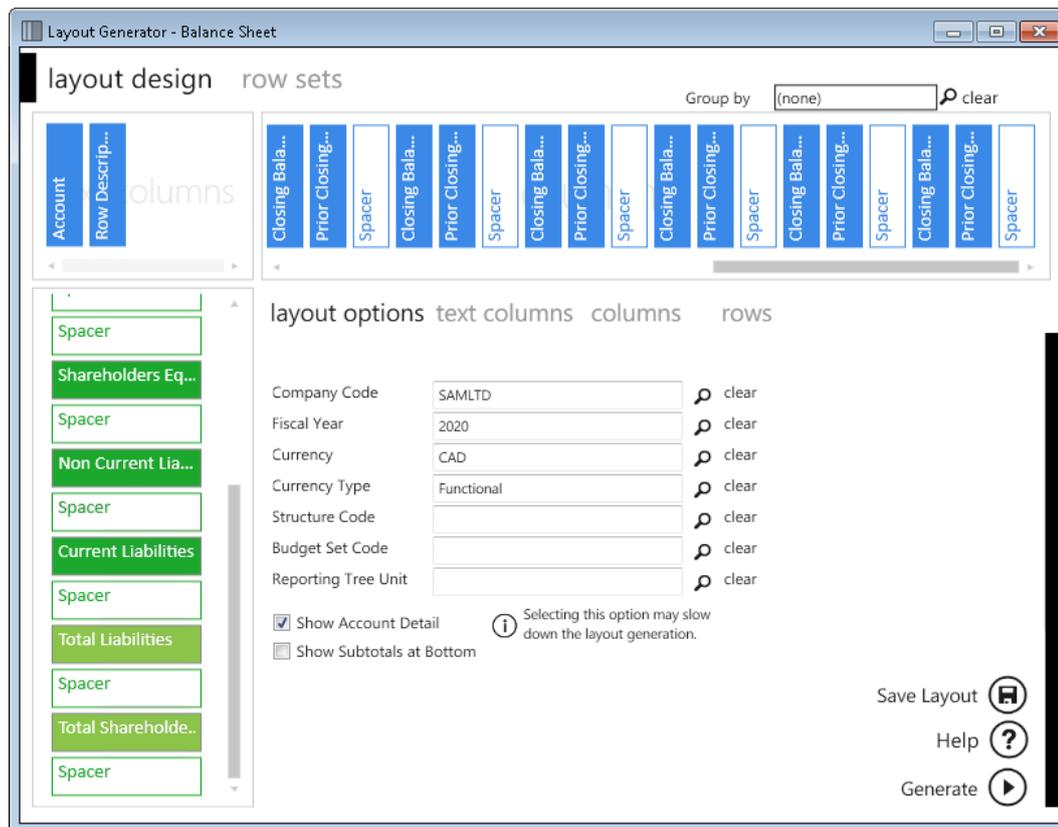 Layout Generator - Balance Sheet
layout design row sets
Group by (none) clear
Account
Row Descrip...
columns
Closing Bala...
Prior Closing...
Spacer
Closing Bala...
Prior Closing...
Spacer
Closing Bala...
Prior Closing...
Spacer
Closing Bala...
Prior Closing...
Spacer
Closing Bala...
Prior Closing...
Spacer
Closing Bala...
Prior Closing...
Spacer
Spacer
Shareholders Eq...
Spacer
Non Current Lia...
Spacer
Current Liabilities
Spacer
Total Liabilities
Spacer
Total Shareholde..
Spacer
layout options text columns columns rows
Company Code SAMLTD clear
Fiscal Year 2020 clear
Currency CAD clear
Currency Type Functional clear
Structure Code clear
Budget Set Code clear
Reporting Tree Unit clear
Show Account Detail
Selecting this option may slow
down the layout generation.
Show Subtotals at Bottom
Save Layout
Help
Generate